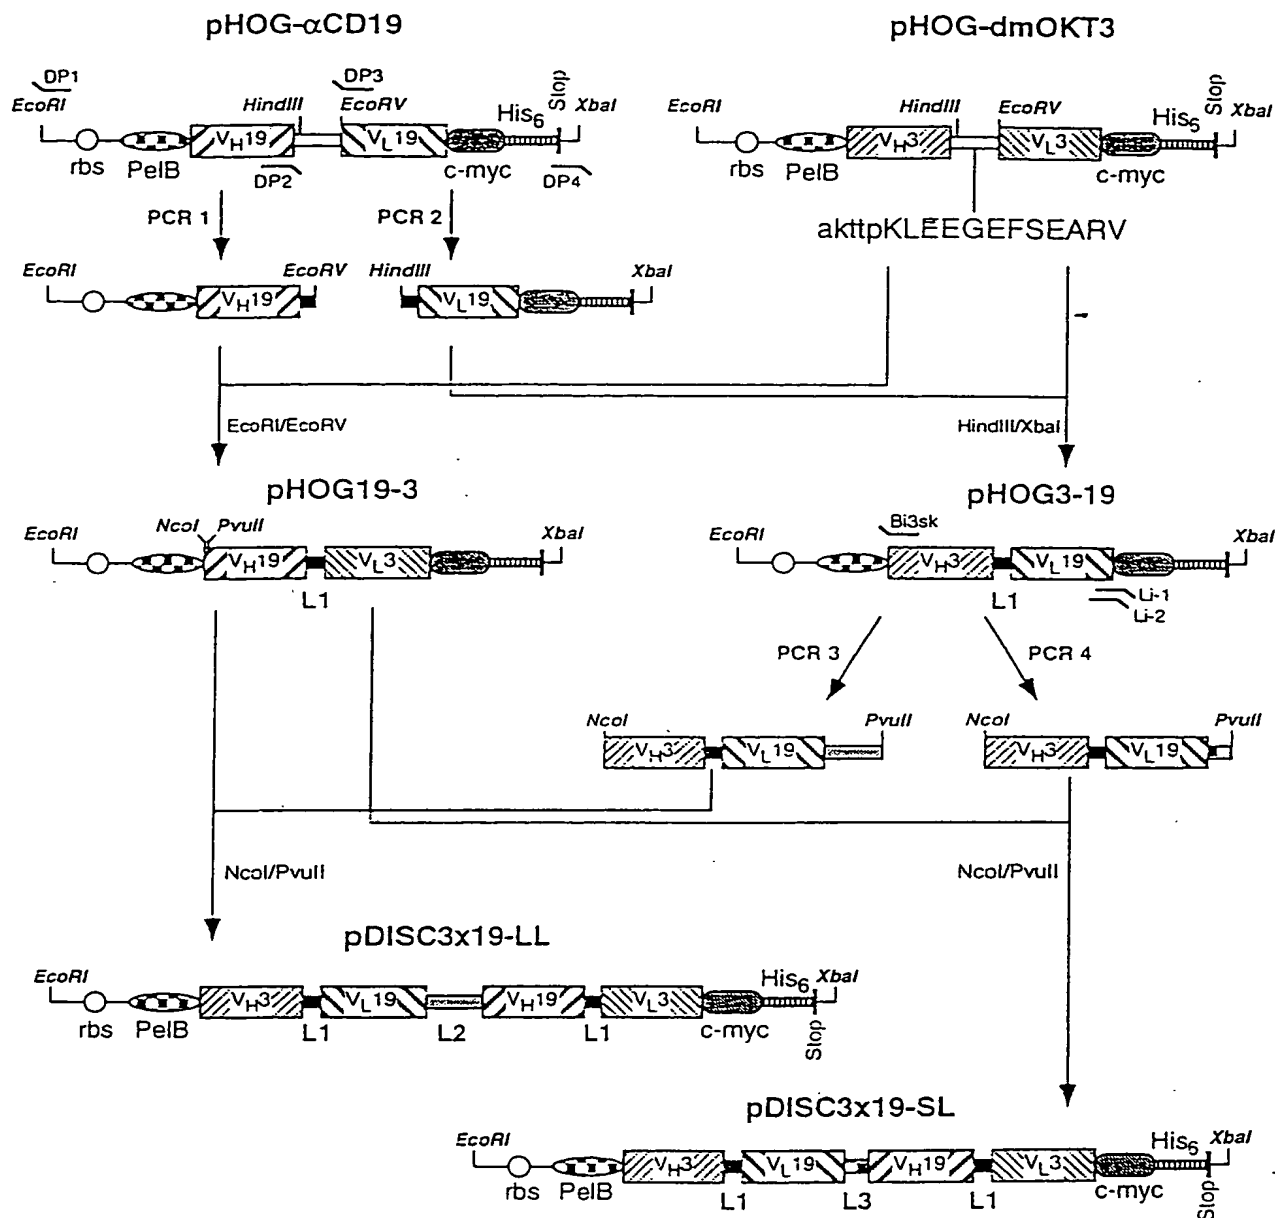 pHOG-αCD19
pHOG-dmOKT3
DP1
DP3
EcoRI
HindIII
EcoRV
His6
Stop
XbaI
VH19
VL19
rbs
PelB
DP2
c-myc
DP4
EcoRI
HindIII
EcoRV
His5
Stop
XbaI
VH3
VL3
rbs
PelB
c-myc
akttpKLEEGEFSEARV
PCR 1
PCR 2
EcoRI
EcoRV
HindIII
XbaI
VH19
VL19
EcoRI/EcoRV
HindIII/XbaI
pHOG19-3
pHOG3-19
EcoRI
NcoI
PvuII
XbaI
VH19
VL3
L1
EcoRI
Bi3sk
XbaI
VH3
VL19
L1
Li-1
Li-2
PCR 3
PCR 4
NcoI
PvuII
VH3
VL19
NcoI
PvuII
VH3
VL19
NcoI/PvuII
NcoI/PvuII
pDISC3x19-LL
EcoRI
His6
XbaI
VH3
VL19
VH19
VL3
rbs
PelB
L1
L2
L1
c-myc
Stop
pDISC3x19-SL
EcoRI
His6
XbaI
VH3
VL19
VH19
VL3
rbs
PelB
L1
L3
L1
c-myc
Stop